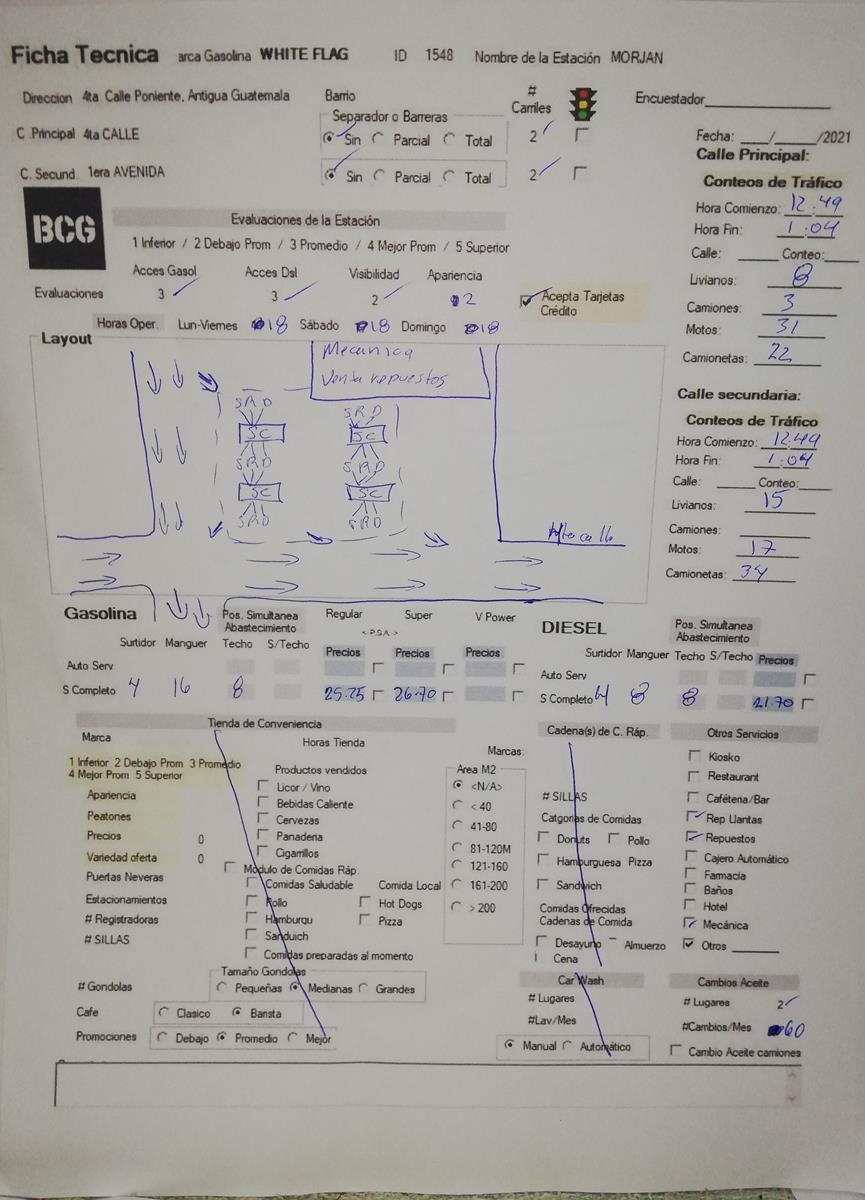 Ficha Tecnica arca Gasolina WHITE FLAG ID 1548 Nombre de la Estación MORJAN
Direccion 4ta. Calle Poniente, Antigua Guatemala Barrio # Carriles Encuestador
Separador o Barreras
C Principal 4ta CALLE Sin Parcial Total 2 Fecha: ___/___/2021
C. Secund. 1era AVENIDA Sin Parcial Total 2
Calle Principal:
Conteos de Tráfico
Hora Comienzo: 12.49
Hora Fin: 1.04
Calle: Conteo:
Livianos: 8
Camiones: 3
Motos: 31
Camionetas: 22
BCG
Evaluaciones de la Estación
1 Inferior / 2 Debajo Prom / 3 Promedio / 4 Mejor Prom / 5 Superior
Acces Gasol Acces Dsl Visibilidad Apariencia
Evaluaciones 3 3 2 2 Acepta Tarjetas Crédito
Horas Oper. Lun-Viernes 18 Sábado 18 Domingo 18
Layout
Mecanica
Venta repuestos
SRD SRD
SC SC
SRD SRD
SC SC
SRD SRD
Calle secundaria:
Conteos de Tráfico
Hora Comienzo: 12.49
Hora Fin: 1.04
Calle: Conteo:
Livianos: 15
Camiones:
Motos: 17
Camionetas: 34
Gasolina Pos. Simultanea Abastecimiento Regular Super V Power
< P.S.A. >
Surtidor Manguer Techo S/Techo Precios Precios Precios
Auto Serv
S Completo 4 16 8 25.25 26.70
DIESEL Pos. Simultanea Abastecimiento
Surtidor Manguer Techo S/Techo Precios
Auto Serv
S Completo 4 8 8 21.70
Tienda de Conveniencia
Marca Horas Tienda
1 Inferior 2 Debajo Prom 3 Promedio
4 Mejor Prom 5 Superior
Apariencia
Peatones
Precios 0
Variedad oferta 0
Puertas Neveras
Estacionamientos
# Registradoras
# SILLAS
Productos vendidos
Licor / Vino
Bebidas Caliente
Cervezas
Panaderia
Cigarrillos
Módulo de Comidas Ráp.
Comidas Saludable Comida Local
Pollo Hot Dogs
Hamburgu Pizza
Sanduich
Comidas preparadas al momento
Marcas:
Area M2
<N/A>
< 40
41-80
81-120M
121-160
161-200
> 200
# Gondolas Tamaño Gondolas
Pequeñas Medianas Grandes
Cafe Clasico Barista
Promociones Debajo Promedio Mejor
Cadena(s) de C. Ráp.
# SILLAS
Catgorias de Comidas
Donuts Pollo
Hamburguesa Pizza
Sandwich
Comidas Ofrecidas
Cadenas de Comida
Desayuno Almuerzo
Cena
Car Wash
# Lugares
#Lav/Mes
Manual Automático
Otros Servicios
Kiosko
Restaurant
Caféteria/Bar
Rep Llantas
Repuestos
Cajero Automático
Farmacia
Baños
Hotel
Mecánica
Otros
Cambios Aceite
# Lugares 2
#Cambios/Mes 60
Cambio Aceite camiones